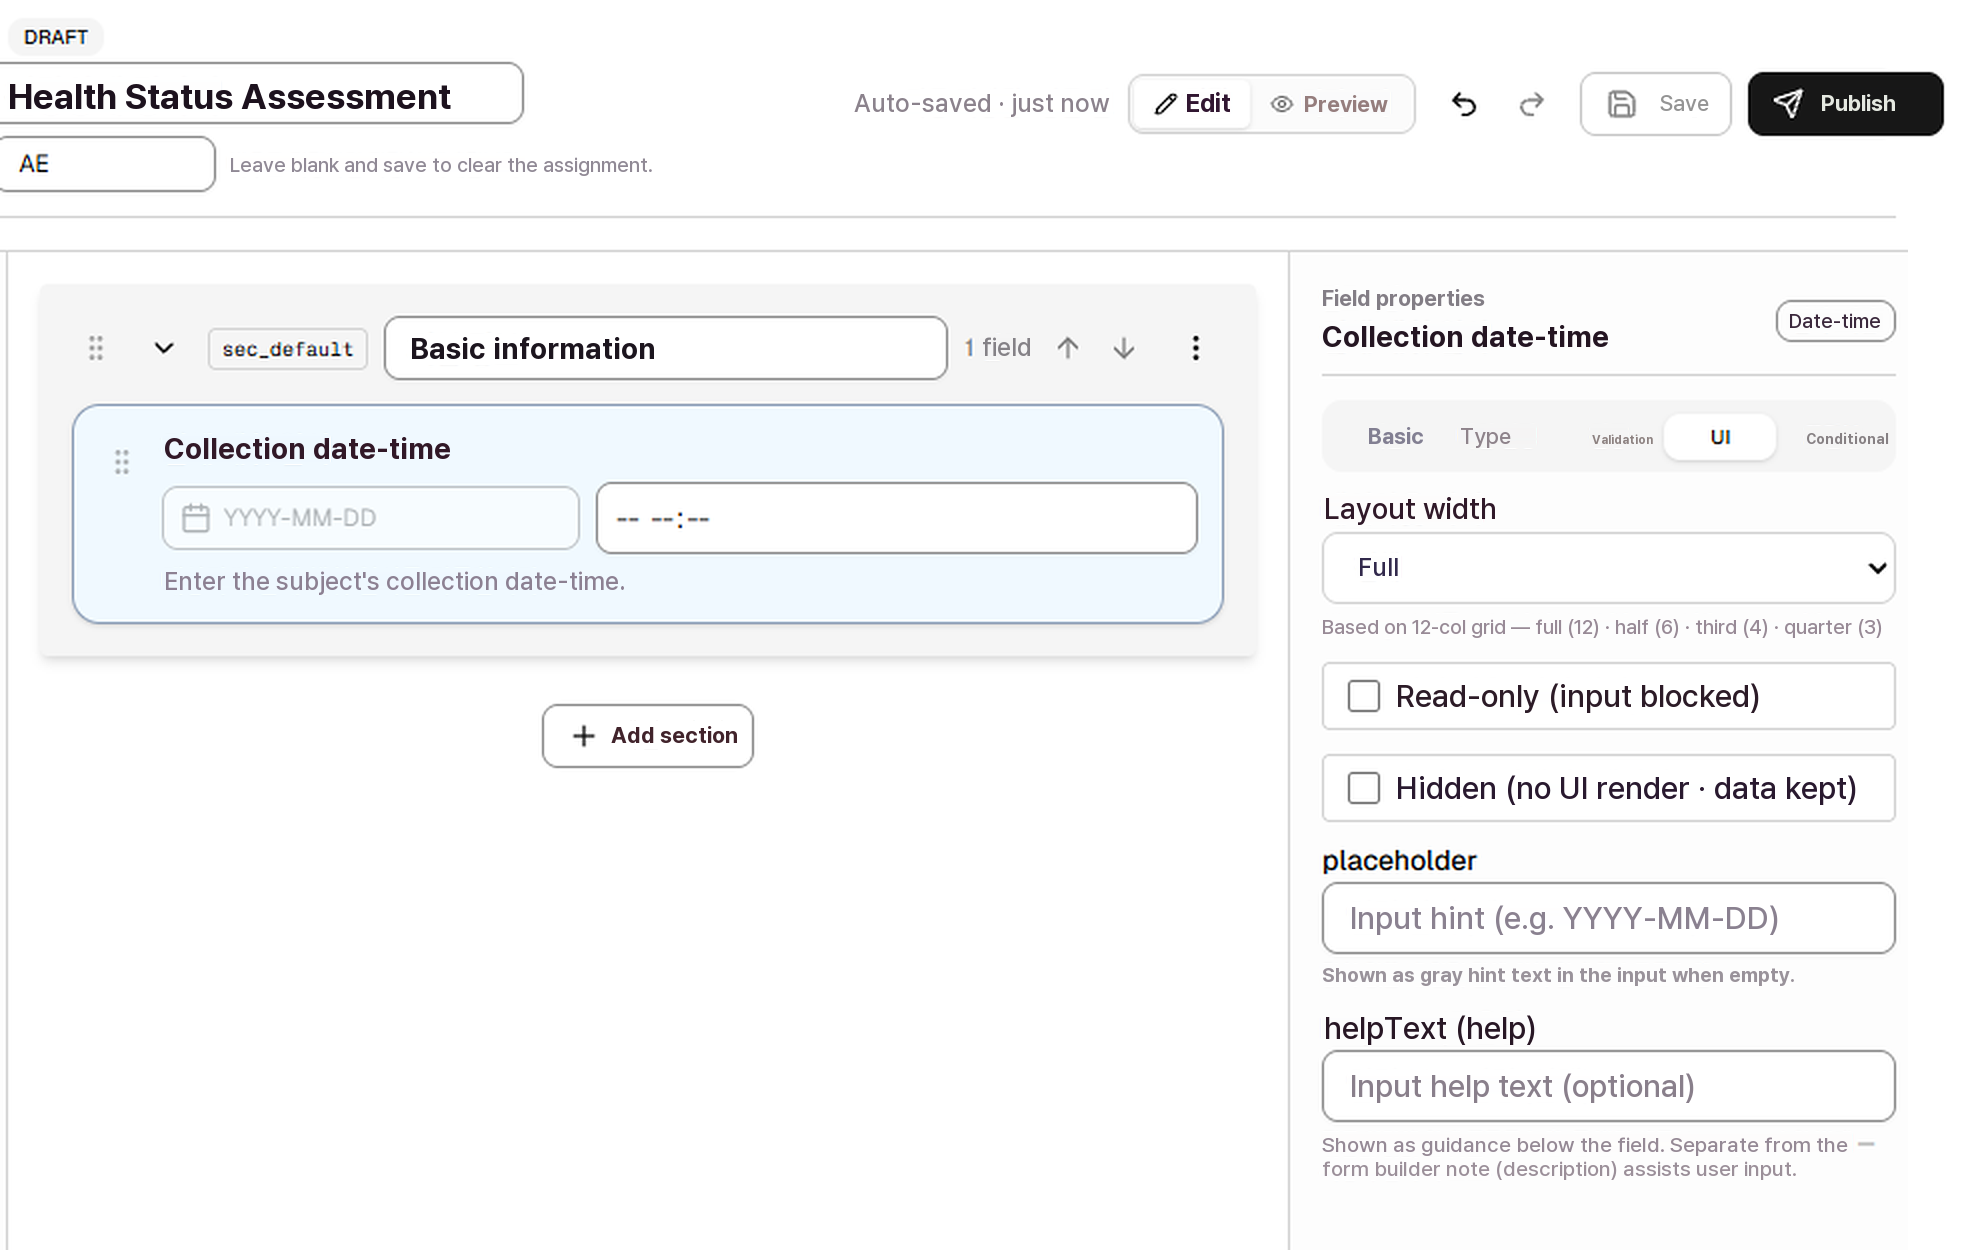 DRAFT
Health Status Assessment
Auto-saved · just now
Edit
Preview
Save
Publish
AE
Leave blank and save to clear the assignment.
sec_default
Basic information
1 field
Collection date-time
YYYY-MM-DD
-- --:--
Enter the subject's collection date-time.
Add section
Field properties
Collection date-time
Date-time
Basic
Type
Validation
UI
Conditional
Layout width
Full
Based on 12-col grid — full (12) · half (6) · third (4) · quarter (3)
Read-only (input blocked)
Hidden (no UI render · data kept)
placeholder
Input hint (e.g. YYYY-MM-DD)
Shown as gray hint text in the input when empty.
helpText (help)
Input help text (optional)
Shown as guidance below the field. Separate from the —
form builder note (description) assists user input.